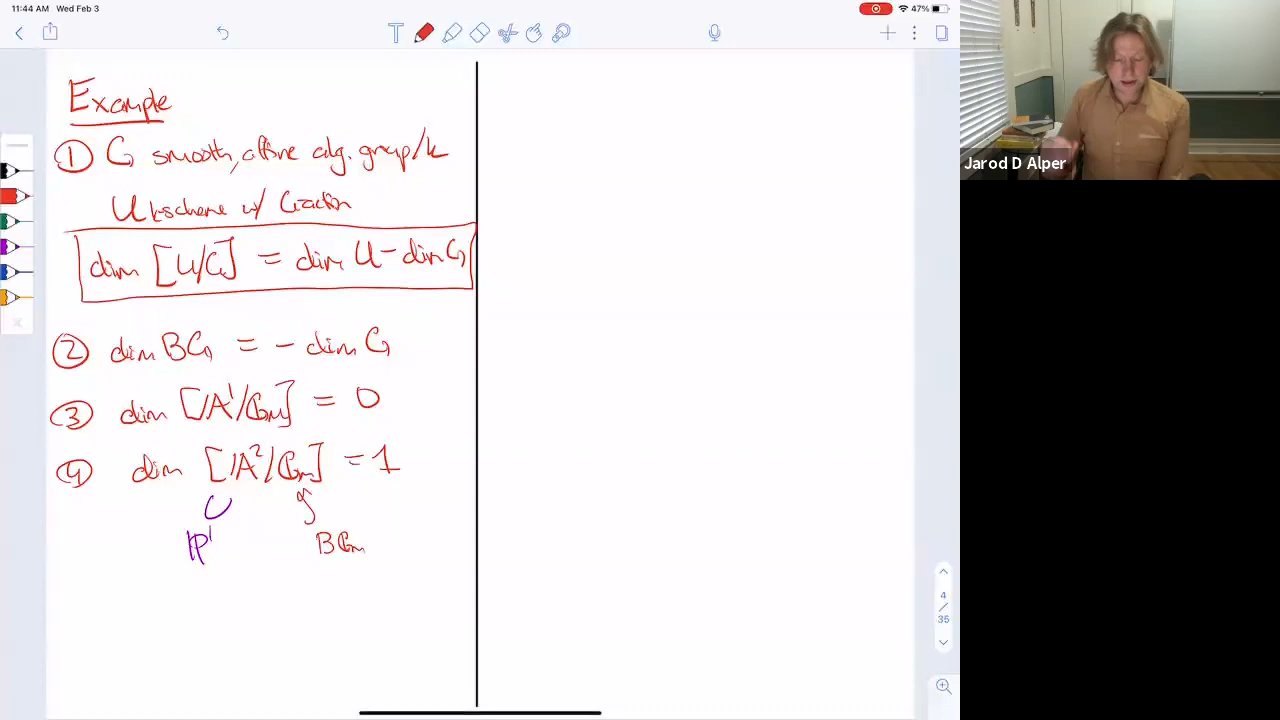 11:44 AM Wed Feb 3
47%
Example
① G smooth, affine alg. group/k
U k-scheme w/ G-action
dim [U/G] = dim U - dim G
② dim BG = - dim G
③ dim [A¹/Gm] = 0
④ dim [A²/Gm] = 1
P¹ BGm
4
/
35
Jarod D Alper